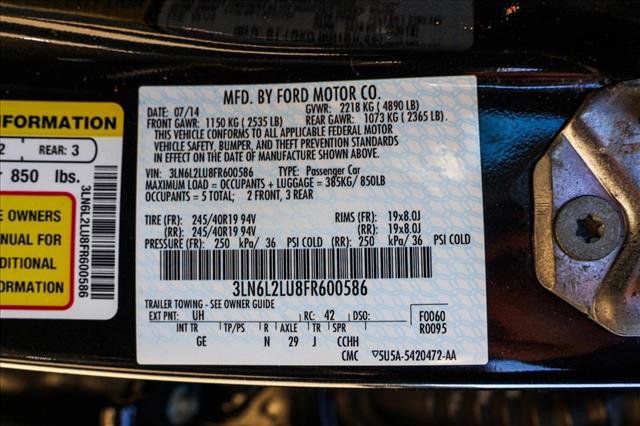 MFD. BY FORD MOTOR CO.
DATE: 07/14 GVWR: 2218 KG ( 4890 LB)
FRONT GAWR: 1150 KG ( 2535 LB) REAR GAWR: 1073 KG ( 2365 LB)
THIS VEHICLE CONFORMS TO ALL APPLICABLE FEDERAL MOTOR
VEHICLE SAFETY, BUMPER, AND THEFT PREVENTION STANDARDS
IN EFFECT ON THE DATE OF MANUFACTURE SHOWN ABOVE.
VIN: 3LN6L2LU8FR600586 TYPE: Passenger Car
MAXIMUM LOAD = OCCUPANTS + LUGGAGE = 385KG/ 850LB
OCCUPANTS = 5 TOTAL; 2 FRONT, 3 REAR
TIRE (FR): 245/40R19 94V RIMS (FR): 19x8.0J
(RR): 245/40R19 94V (RR): 19x8.0J
PRESSURE (FR): 250 kPa/ 36 PSI COLD (RR): 250 kPa/ 36 PSI COLD
3LN6L2LU8FR600586
TRAILER TOWING - SEE OWNER GUIDE
EXT PNT: UH RC: 42 DSO: F0060
R0095
INT TR TP/PS R AXLE TR SPR
GE N 29 J CCHH
CMC 5U5A-5420472-AA
INFORMATION
2 REAR: 3
850 lbs.
OWNERS
MANUAL FOR
ADDITIONAL
INFORMATION
3LN6L2LU8FR600586